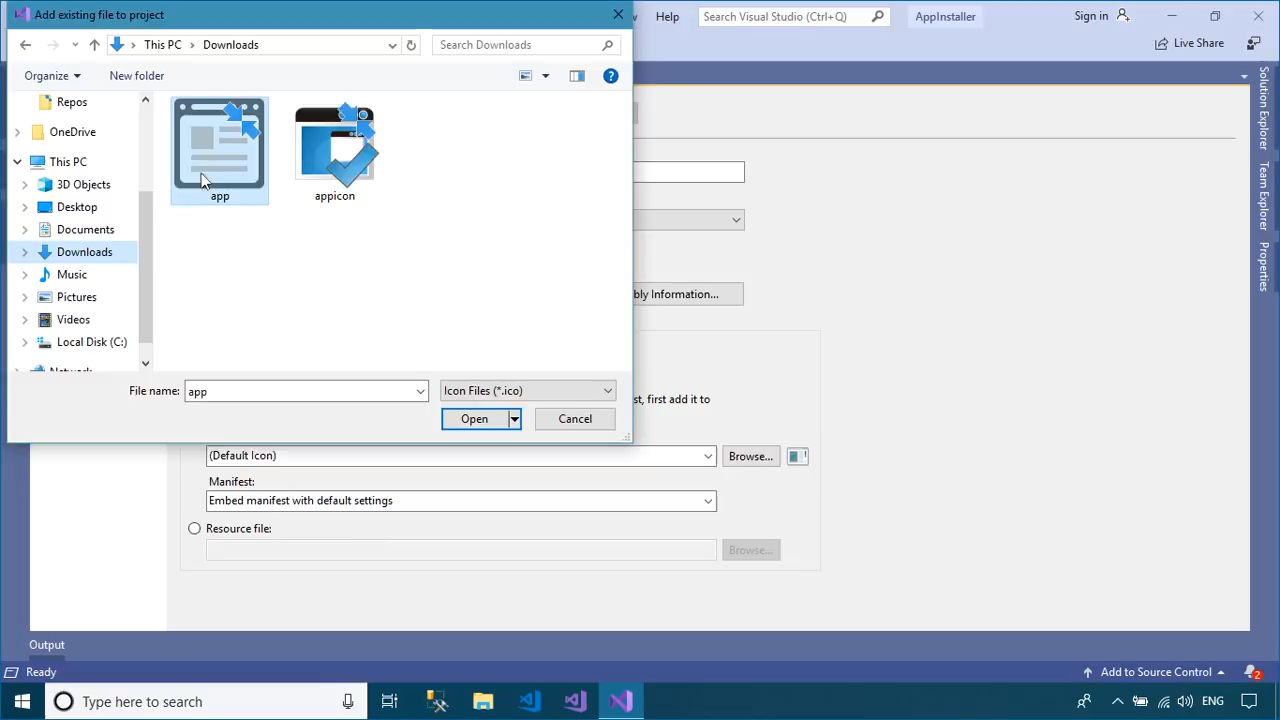 Add existing file to project
Help
Search Visual Studio (Ctrl+Q)
AppInstaller
Sign in
This PC
Downloads
Search Downloads
Live Share
Organize
New folder
Repos
OneDrive
This PC
3D Objects
Desktop
Documents
Downloads
Music
Pictures
Videos
Local Disk (C:)
app
appicon
bly Information...
File name:
app
Icon Files (*.ico)
st, first add it to
Open
Cancel
(Default Icon)
Browse...
Manifest:
Embed manifest with default settings
Resource file:
Browse...
Solution Explorer
Team Explorer
Properties
Output
Ready
Add to Source Control
2
Type here to search
ENG